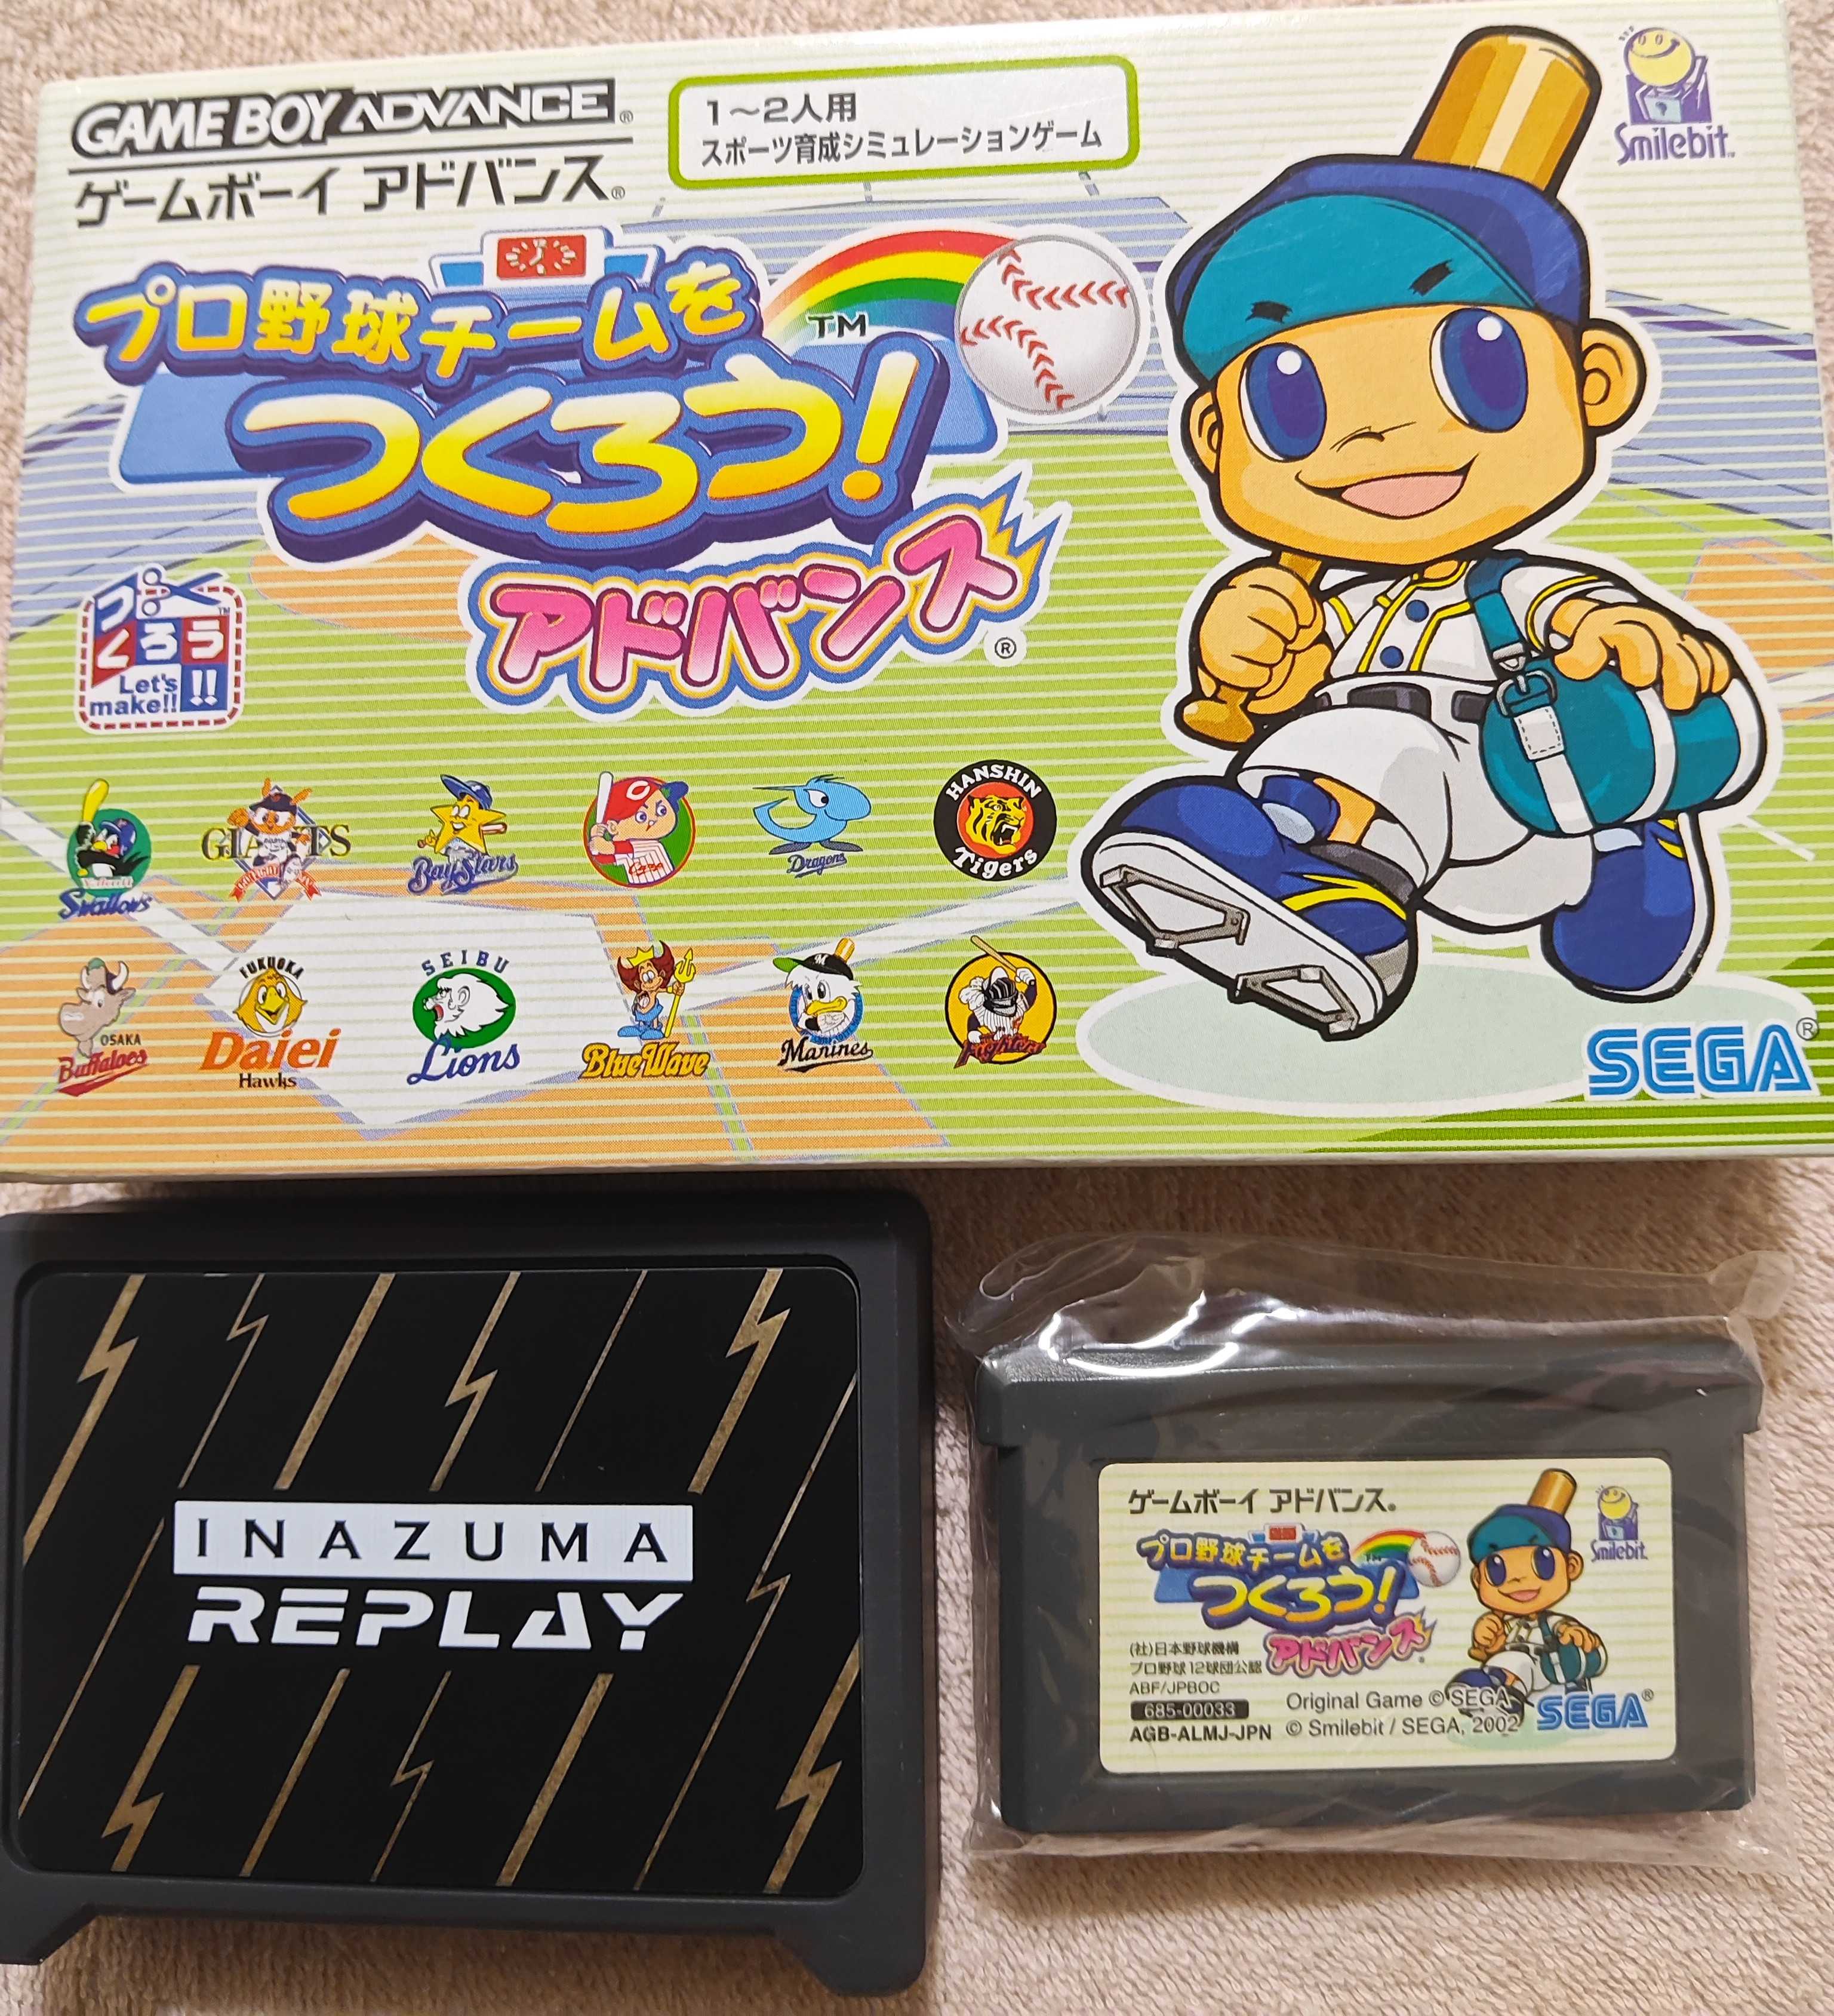 GAME BOY ADVANCE®
ゲームボーイ アドバンス®
1〜2人用
スポーツ育成シミュレーションゲーム
Smilebit™
プロ野球チームを
つくろう!™
アドバンス®
つくろう!!™
Let's
make!!
Swallows
GIANTS
BayStars
C
Carp
Dragons
HANSHIN
Tigers
OSAKA
Buffaloes
FUKUOKA
Daiei
Hawks
SEIBU
Lions
BlueWave
M
Marines
Fighters
SEGA®
INAZUMA
REPLAY
ゲームボーイ アドバンス®
プロ野球チームを™
つくろう!
アドバンス®
Smilebit™
(社)日本野球機構
プロ野球12球団公認
ABF/JPBOC
685-00033
AGB-ALMJ-JPN
Original Game © SEGA
© Smilebit / SEGA, 2002
SEGA®